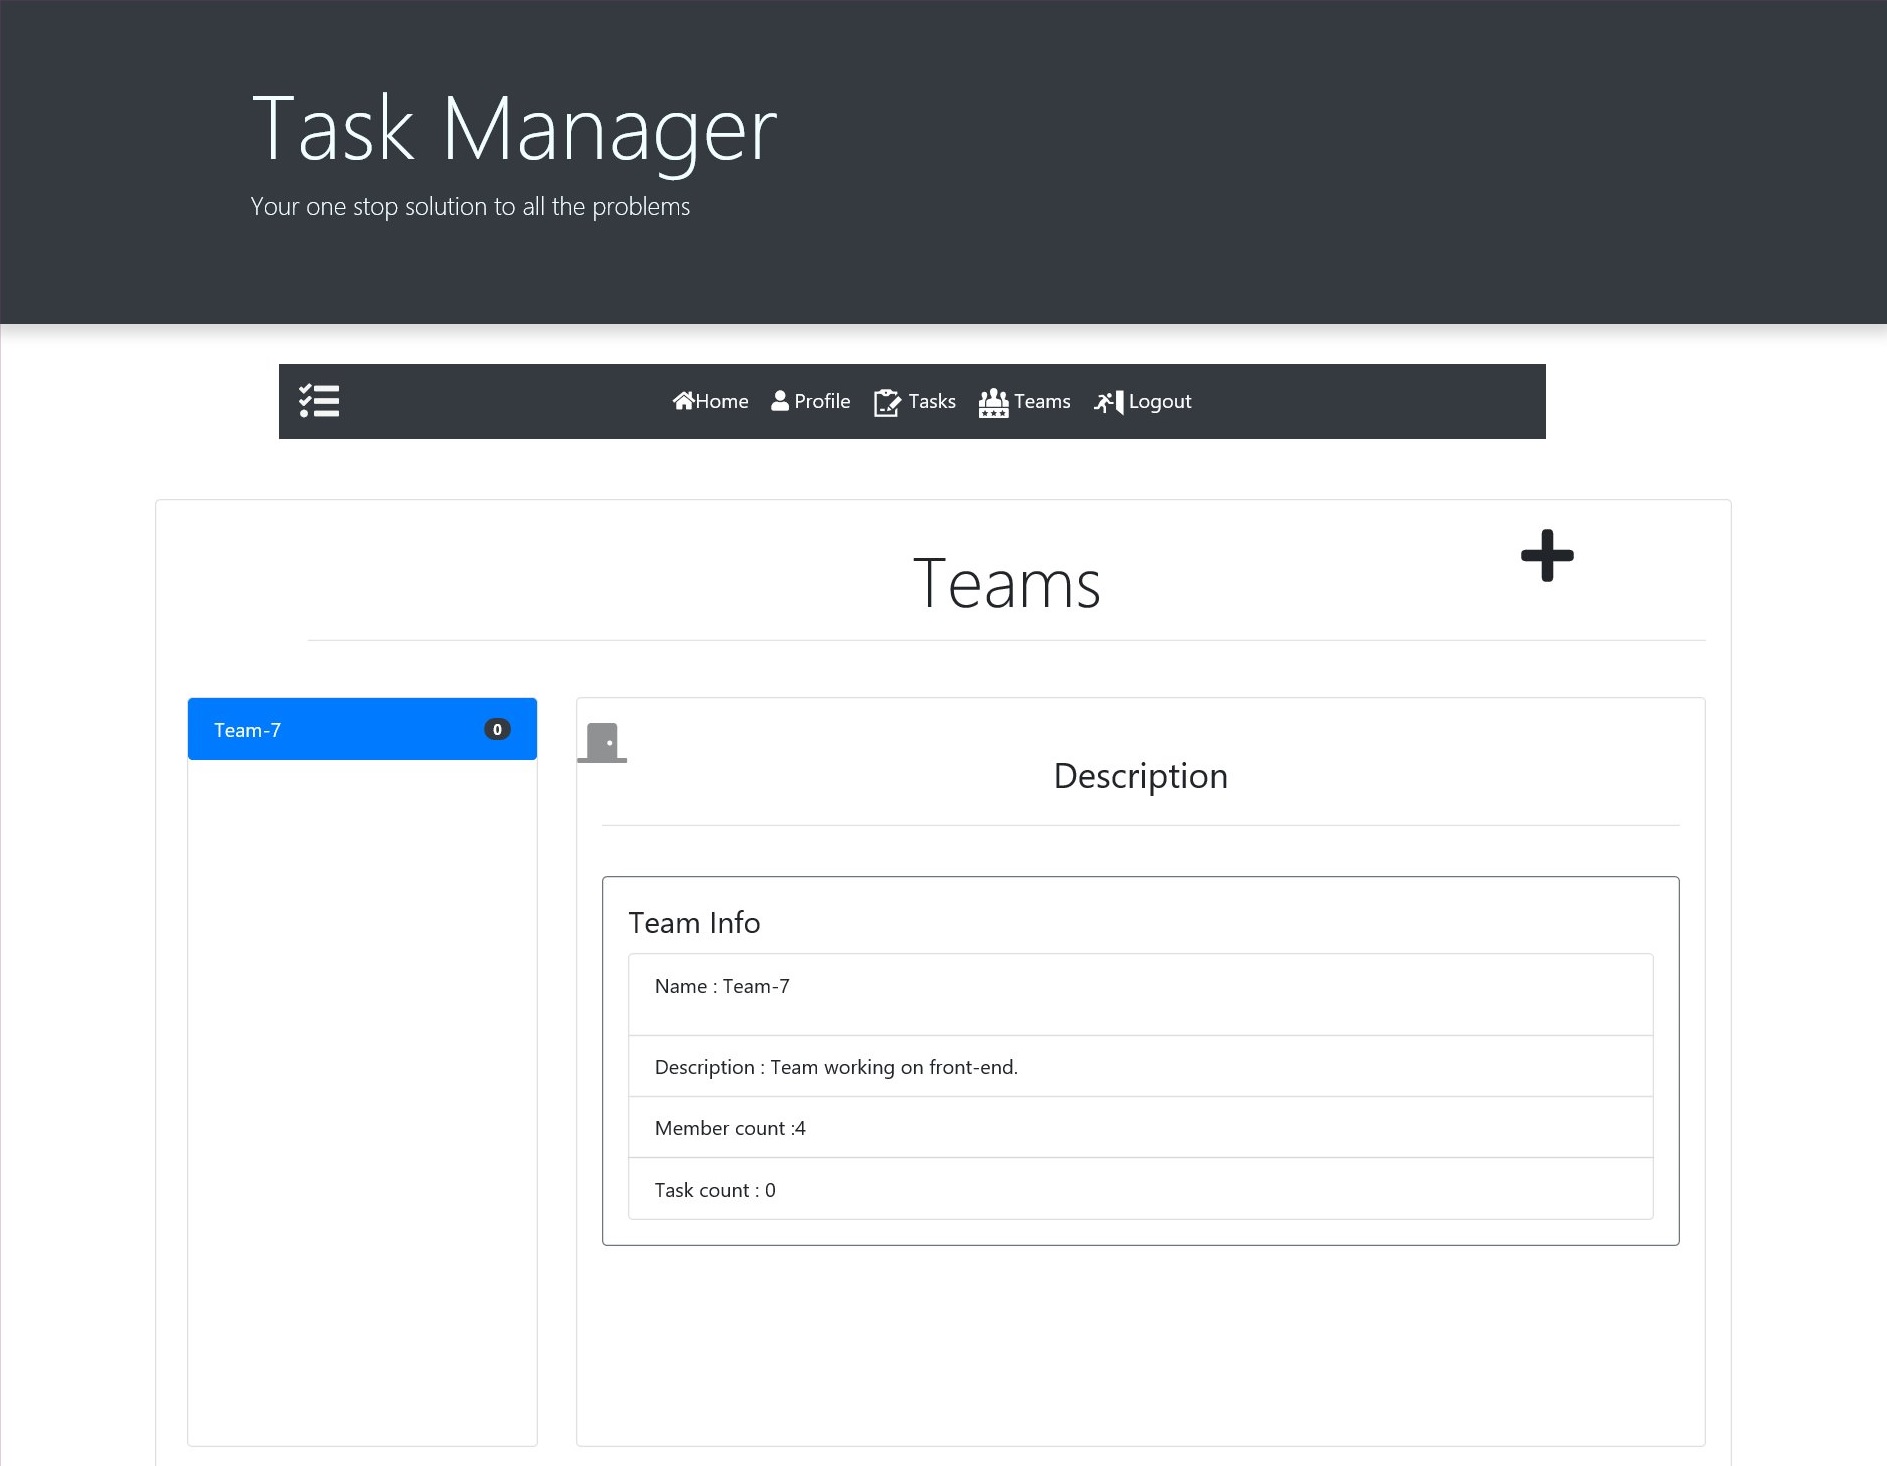 Task Manager
Your one stop solution to all the problems
Home Profile Tasks Teams Logout
Teams
Team-7 0
Description
Team Info
Name : Team-7
Description : Team working on front-end.
Member count :4
Task count : 0